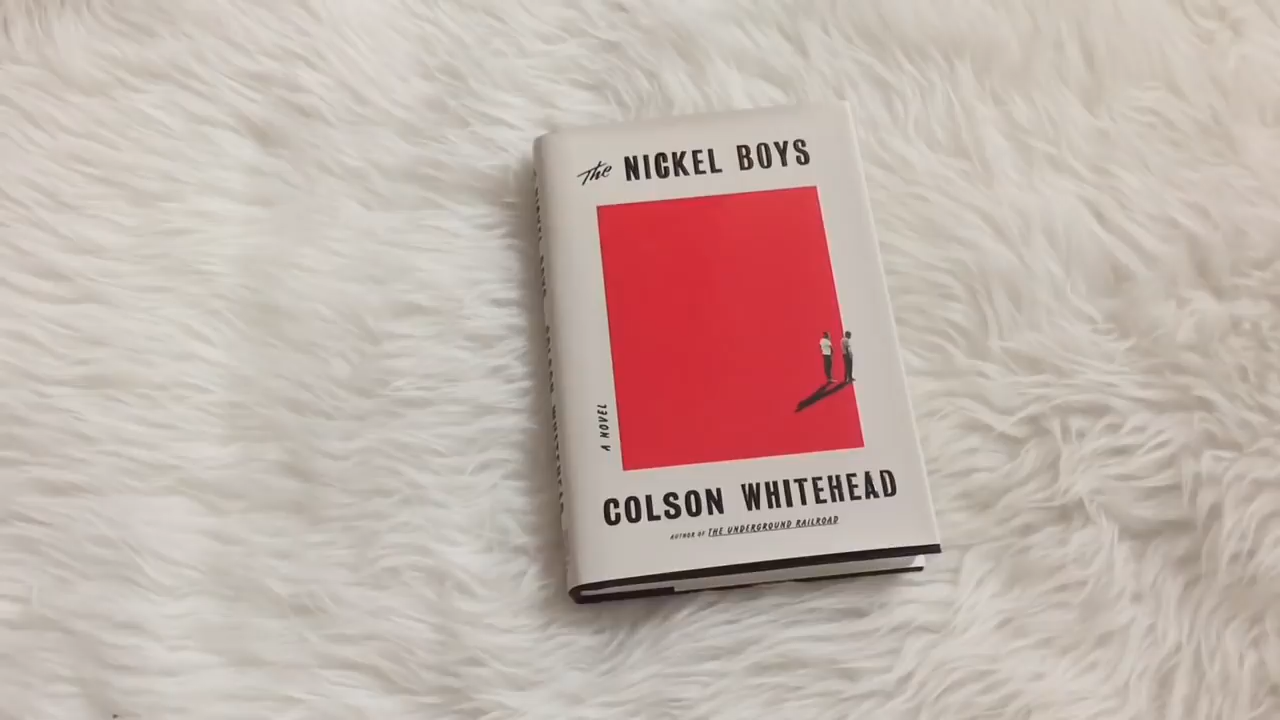 The NICKEL BOYS
A NOVEL
COLSON WHITEHEAD
AUTHOR OF THE UNDERGROUND RAILROAD